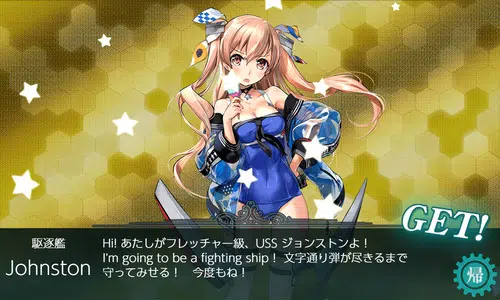 GET!
駆逐艦
Johnston
Hi! あたしがフレッチャー級、USS ジョンストンよ！
I'm going to be a fighting ship! 文字通り弾が尽きるまで
守ってみせる！　今度もね！
帰